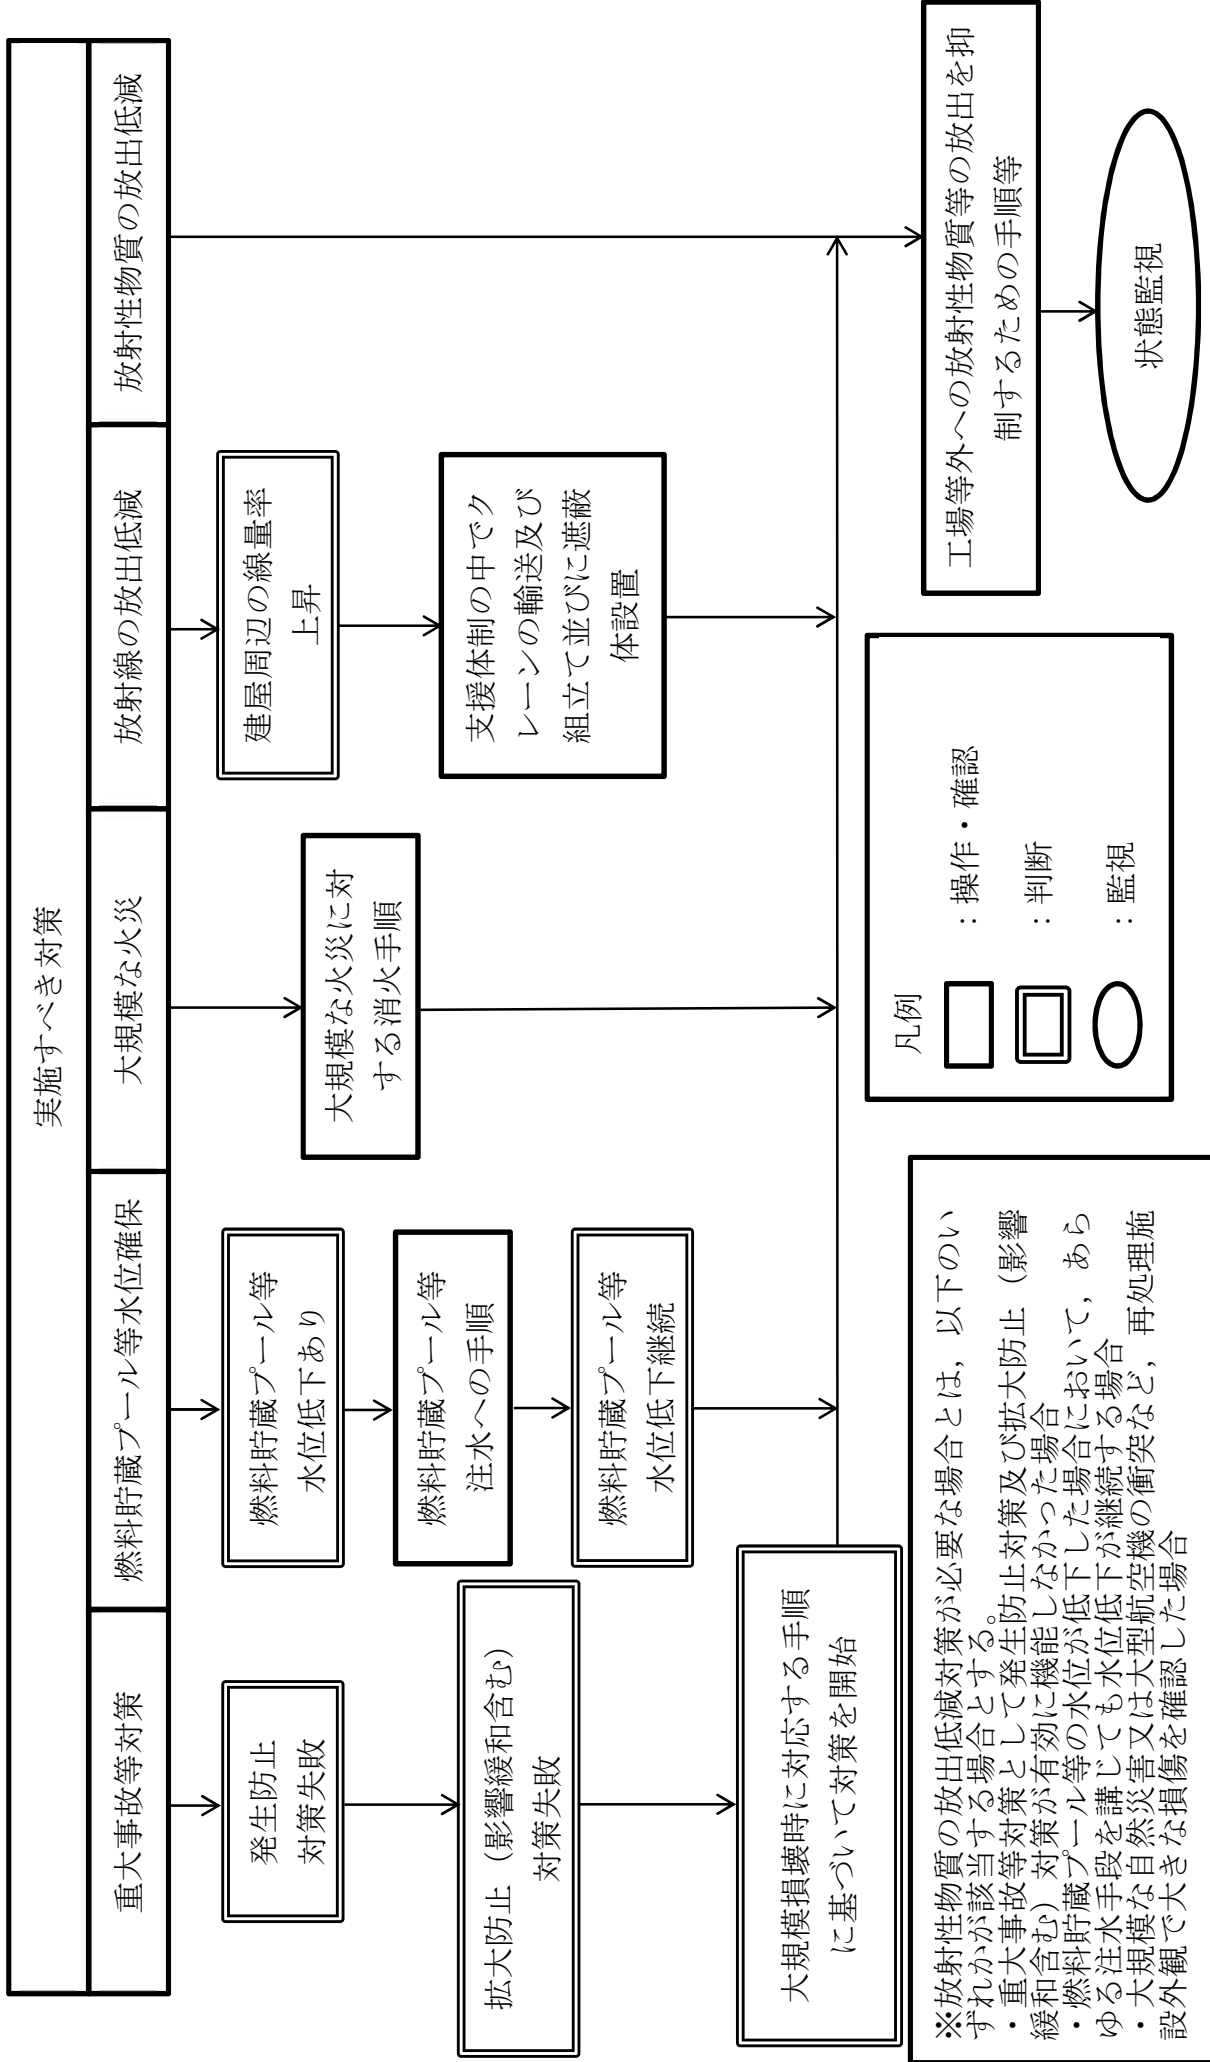 実施すべき対策
重大事故等対策
燃料貯蔵プール等水位確保
大規模な火災
放射線の放出低減
放射性物質の放出低減
発生防止
対策失敗
拡大防止（影響緩和含む）
対策失敗
大規模損壊時に対応する手順
に基づいて対策を開始
燃料貯蔵プール等
水位低下あり
燃料貯蔵プール等
注水への手順
燃料貯蔵プール等
水位低下継続
大規模な火災に対
する消火手順
建屋周辺の線量率
上昇
支援体制の中でク
レーンの輸送及び
組立て並びに遮蔽
体設置
工場等外への放射性物質等の放出を抑
制するための手順等
状態監視
凡例
：操作・確認
：判断
：監視
※放射性物質の放出低減対策が必要な場合とは，以下のい
ずれかが該当する場合とする。
・重大事故等対策として発生防止対策及び拡大防止（影響
緩和含む）対策が有効に機能しなかった場合
・燃料貯蔵プール等の水位が低下した場合において，あら
ゆる注水手段を講じても水位低下が継続する場合
・大規模な自然災害又は大型航空機の衝突など，再処理施
設外観で大きな損傷を確認した場合